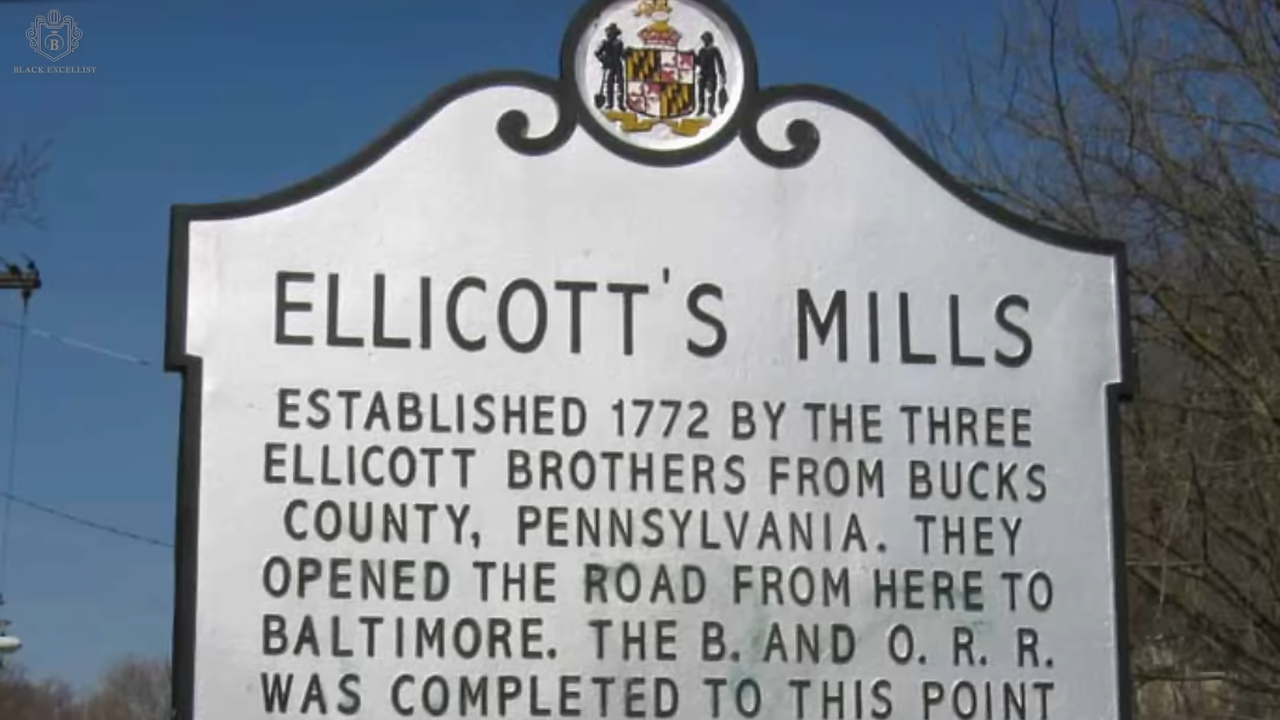 B
BLACK EXCELLIST
ELLICOTT'S MILLS
ESTABLISHED 1772 BY THE THREE
ELLICOTT BROTHERS FROM BUCKS
COUNTY, PENNSYLVANIA. THEY
OPENED THE ROAD FROM HERE TO
BALTIMORE. THE B. AND O. R. R.
WAS COMPLETED TO THIS POINT